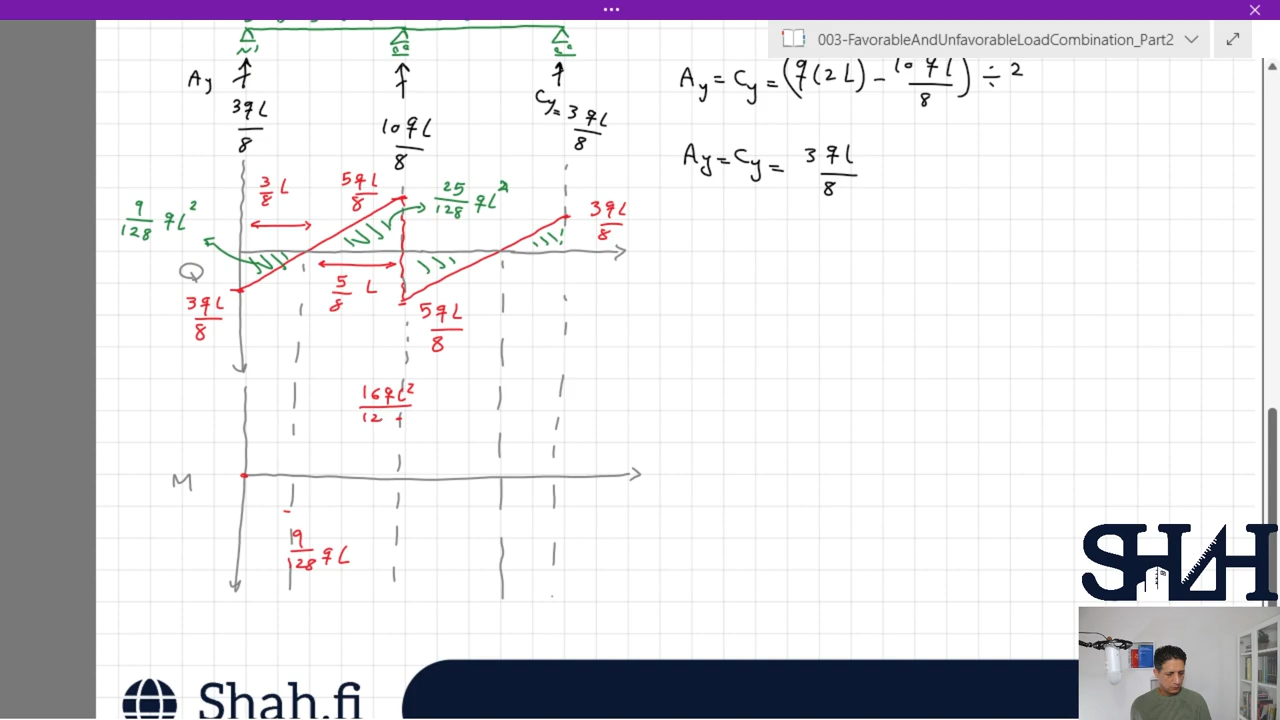 003-FavorableAndUnfavorableLoadCombination_Part2
Ay
3qL/8
10qL/8
Cy = 3qL/8
Ay = Cy = (q(2L) - 10qL/8) ÷ 2
Ay = Cy = 3qL/8
3/8 L
5qL/8
25/128 qL²
9/128 qL²
3qL/8
Q
3qL/8
5/8 L
5qL/8
16qL²/12
M
9/128 qL
SHAH
Shah.fi